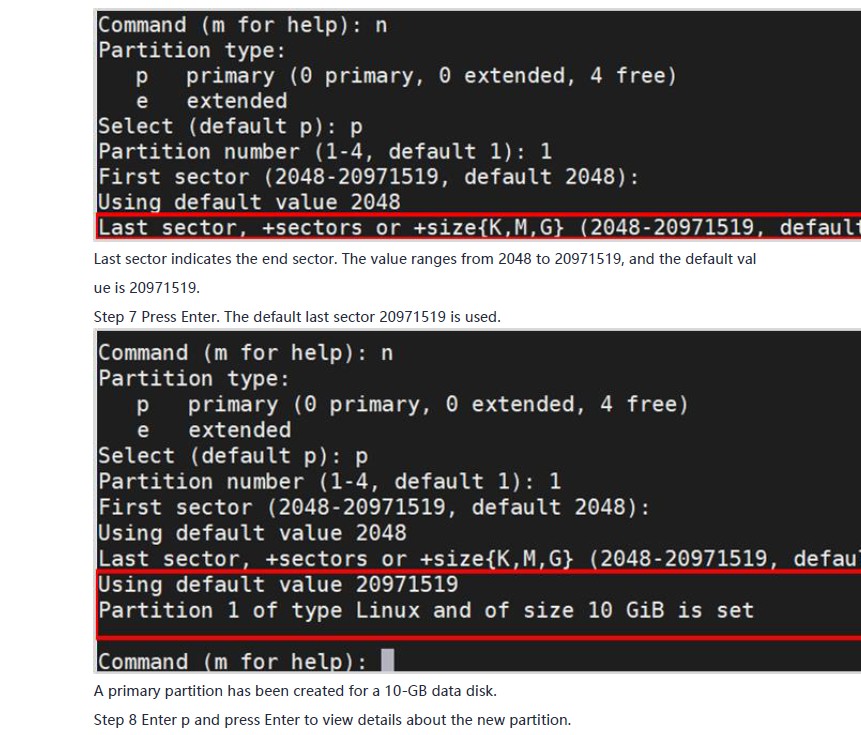 Command (m for help): n
Partition type:
p   primary (0 primary, 0 extended, 4 free)
e   extended
Select (default p): p
Partition number (1-4, default 1): 1
First sector (2048-20971519, default 2048):
Using default value 2048
Last sector, +sectors or +size{K,M,G} (2048-20971519, default
Last sector indicates the end sector. The value ranges from 2048 to 20971519, and the default val
ue is 20971519.
Step 7 Press Enter. The default last sector 20971519 is used.
Command (m for help): n
Partition type:
p   primary (0 primary, 0 extended, 4 free)
e   extended
Select (default p): p
Partition number (1-4, default 1): 1
First sector (2048-20971519, default 2048):
Using default value 2048
Last sector, +sectors or +size{K,M,G} (2048-20971519, defau
Using default value 20971519
Partition 1 of type Linux and of size 10 GiB is set
Command (m for help):
A primary partition has been created for a 10-GB data disk.
Step 8 Enter p and press Enter to view details about the new partition.